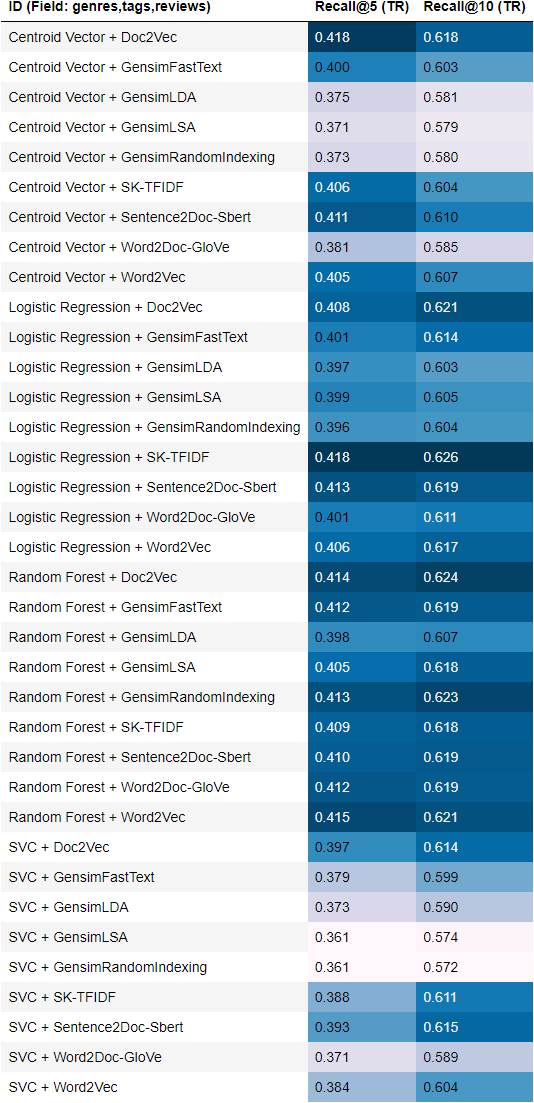 ID (Field: genres,tags,reviews) Recall@5 (TR) Recall@10 (TR)
Centroid Vector + Doc2Vec 0.418 0.618
Centroid Vector + GensimFastText 0.400 0.603
Centroid Vector + GensimLDA 0.375 0.581
Centroid Vector + GensimLSA 0.371 0.579
Centroid Vector + GensimRandomIndexing 0.373 0.580
Centroid Vector + SK-TFIDF 0.406 0.604
Centroid Vector + Sentence2Doc-Sbert 0.411 0.610
Centroid Vector + Word2Doc-GloVe 0.381 0.585
Centroid Vector + Word2Vec 0.405 0.607
Logistic Regression + Doc2Vec 0.408 0.621
Logistic Regression + GensimFastText 0.401 0.614
Logistic Regression + GensimLDA 0.397 0.603
Logistic Regression + GensimLSA 0.399 0.605
Logistic Regression + GensimRandomIndexing 0.396 0.604
Logistic Regression + SK-TFIDF 0.418 0.626
Logistic Regression + Sentence2Doc-Sbert 0.413 0.619
Logistic Regression + Word2Doc-GloVe 0.401 0.611
Logistic Regression + Word2Vec 0.406 0.617
Random Forest + Doc2Vec 0.414 0.624
Random Forest + GensimFastText 0.412 0.619
Random Forest + GensimLDA 0.398 0.607
Random Forest + GensimLSA 0.405 0.618
Random Forest + GensimRandomIndexing 0.413 0.623
Random Forest + SK-TFIDF 0.409 0.618
Random Forest + Sentence2Doc-Sbert 0.410 0.619
Random Forest + Word2Doc-GloVe 0.412 0.619
Random Forest + Word2Vec 0.415 0.621
SVC + Doc2Vec 0.397 0.614
SVC + GensimFastText 0.379 0.599
SVC + GensimLDA 0.373 0.590
SVC + GensimLSA 0.361 0.574
SVC + GensimRandomIndexing 0.361 0.572
SVC + SK-TFIDF 0.388 0.611
SVC + Sentence2Doc-Sbert 0.393 0.615
SVC + Word2Doc-GloVe 0.371 0.589
SVC + Word2Vec 0.384 0.604